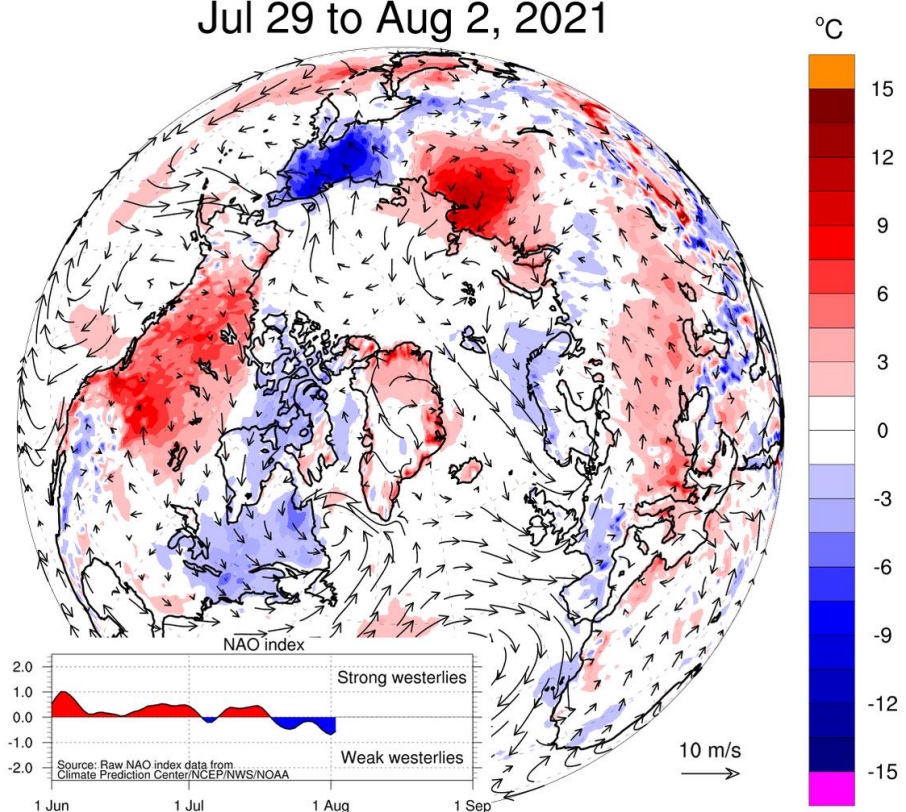 Jul 29 to Aug 2, 2021
°C
15
12
9
6
3
0
-3
-6
-9
-12
-15
10 m/s
NAO index
2.0
1.0
0.0
-1.0
-2.0
Strong westerlies
Weak westerlies
Source: Raw NAO index data from
Climate Prediction Center/NCEP/NWS/NOAA
1 Jun
1 Jul
1 Aug
1 Sep